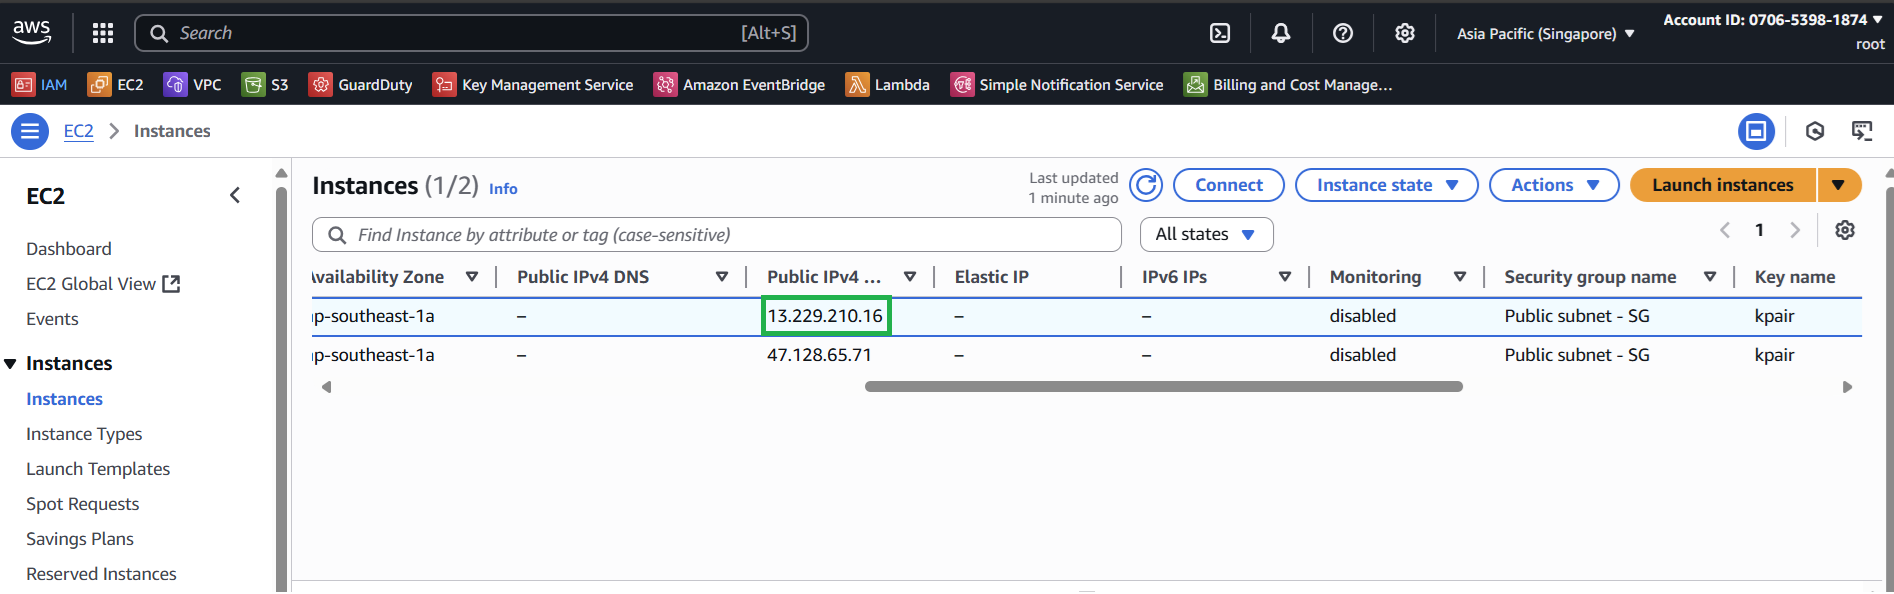 aws
Search [Alt+S]
Asia Pacific (Singapore)
Account ID: 0706-5398-1874
root
IAM EC2 VPC S3 GuardDuty Key Management Service Amazon EventBridge Lambda Simple Notification Service Billing and Cost Manage...
EC2 Instances
EC2
Dashboard
EC2 Global View
Events
Instances
Instances
Instance Types
Launch Templates
Spot Requests
Savings Plans
Reserved Instances
Instances (1/2) Info
Last updated
1 minute ago
Connect Instance state Actions Launch instances
Find Instance by attribute or tag (case-sensitive) All states 1
Availability Zone Public IPv4 DNS Public IPv4 ... Elastic IP IPv6 IPs Monitoring Security group name Key name
ap-southeast-1a – 13.229.210.16 – – disabled Public subnet - SG kpair
ap-southeast-1a – 47.128.65.71 – – disabled Public subnet - SG kpair